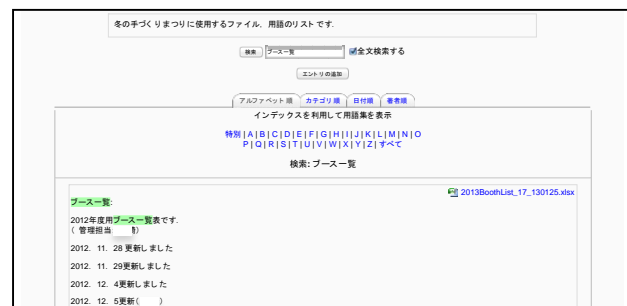 冬の手づくりまつりに使用するファイル、用語のリストです.
検索 ブース一覧 全文検索する
エントリの追加
アルファベット順 カテゴリ順 日付順 著者順
インデックスを利用して用語集を表示
特別 | A | B | C | D | E | F | G | H | I | J | K | L | M | N | O
P | Q | R | S | T | U | V | W | X | Y | Z | すべて
検索: ブース一覧
2013BoothList_17_130125.xlsx
ブース一覧:
2012年度用ブース一覧表です.
( 管理担当 )
2012. 11. 28 更新しました
2012. 11. 29更新しました
2012. 12. 4更新しました
2012. 12. 5更新( )